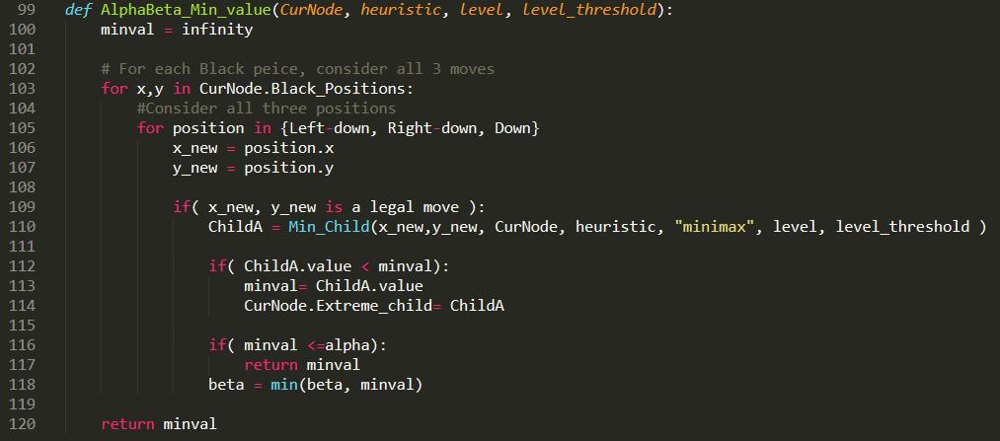 99 def AlphaBeta_Min_value(CurNode, heuristic, level, level_threshold):
100 minval = infinity
101
102 # For each Black peice, consider all 3 moves
103 for x,y in CurNode.Black_Positions:
104 #Consider all three positions
105 for position in {Left-down, Right-down, Down}
106 x_new = position.x
107 y_new = position.y
108
109 if( x_new, y_new is a legal move ):
110 ChildA = Min_Child(x_new,y_new, CurNode, heuristic, "minimax", level, level_threshold )
111
112 if( ChildA.value < minval):
113 minval= ChildA.value
114 CurNode.Extreme_child= ChildA
115
116 if( minval <=alpha):
117 return minval
118 beta = min(beta, minval)
119
120 return minval